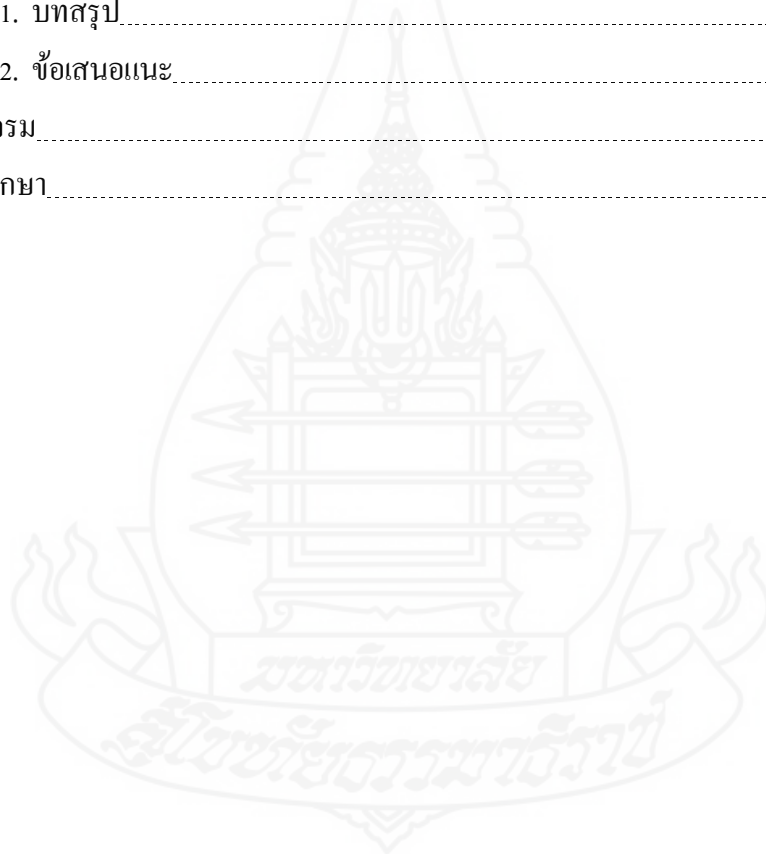 1. บทสรุป
2. ข้อเสนอแนะ
รรม
กษา
มหาวิทยาลัย
สุโขทัยธรรมาธิราช